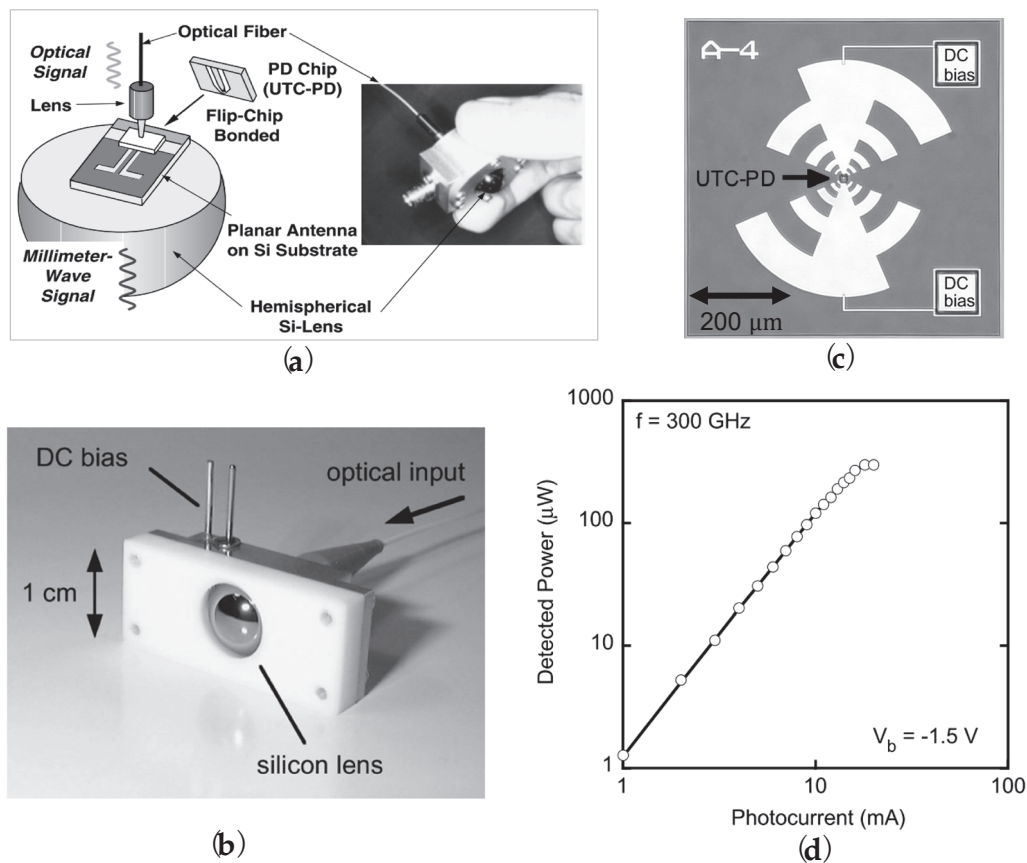 Optical
Signal
Optical Fiber
PD Chip
(UTC-PD)
Lens
Flip-Chip
Bonded
Planar Antenna
on Si Substrate
Millimeter-
Wave
Signal
Hemispherical
Si-Lens
(a)
A-4
DC
bias
UTC-PD
DC
bias
200 µm
(c)
DC bias
optical input
1 cm
silicon lens
(b)
1000
f = 300 GHz
100
Detected Power (µW)
10
V_b = -1.5 V
1
1
10
100
Photocurrent (mA)
(d)